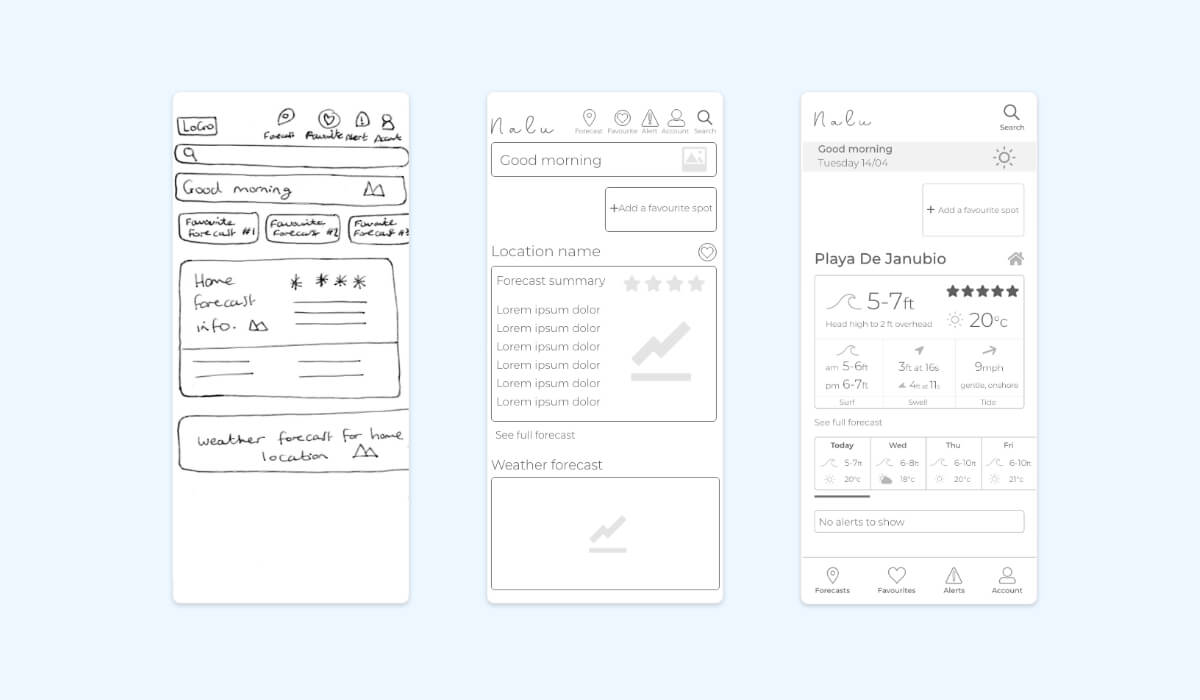 LOGO
Forecast Favourite Alert Account
Good morning
Favourite
Forecast #1
Favourite
Forecast #2
Favourite
Forecast #3
Home
forecast
info.
weather forecast for home
location
Nalu
Forecast Favourite Alert Account Search
Good morning
+Add a favourite spot
Location name
Forecast summary
Lorem ipsum dolor
Lorem ipsum dolor
Lorem ipsum dolor
Lorem ipsum dolor
Lorem ipsum dolor
Lorem ipsum dolor
See full forecast
Weather forecast
Nalu
Search
Good morning
Tuesday 14/04
+ Add a favourite spot
Playa De Janubio
5-7ft
Head high to 2 ft overhead
20°c
am 5-6ft
pm 6-7ft
Surf
3ft at 16s
4ft at 11s
Swell
9mph
gentle, onshore
Tide
See full forecast
Today Wed Thu Fri
5-7ft 6-8ft 6-10ft 6-10ft
20°c 18°c 20°c 21°c
No alerts to show
Forecasts Favourites Alerts Account